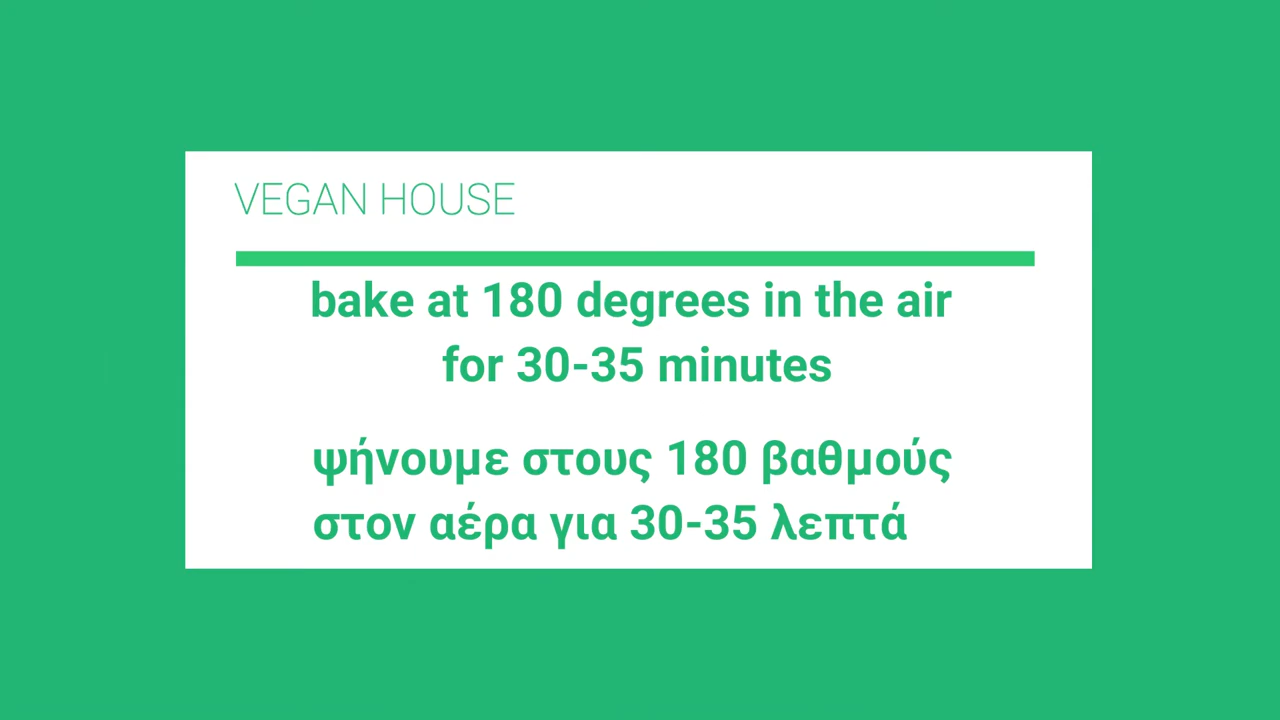 VEGAN HOUSE
bake at 180 degrees in the air
for 30-35 minutes
ψήνουμε στους 180 βαθμούς
στον αέρα για 30-35 λεπτά